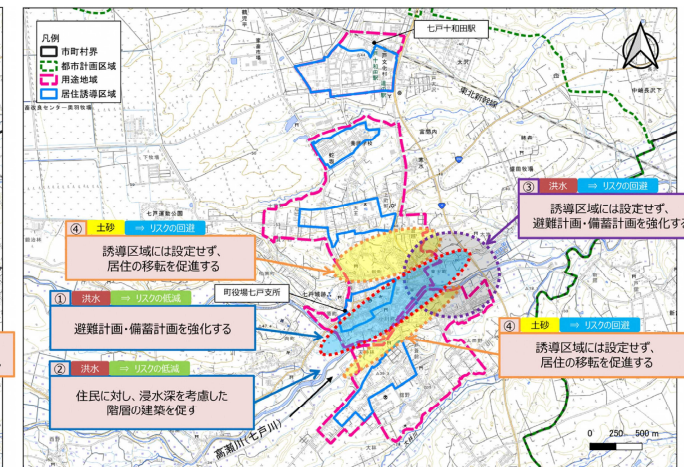 凡例
市町村界
都市計画区域
用途地域
居住誘導区域
七戸十和田駅
東北新幹線
七戸運動公園
③ 洪水 ⇒ リスクの回避
誘導区域には設定せず、
避難計画・備蓄計画を強化する
④ 土砂 ⇒ リスクの回避
誘導区域には設定せず、
居住の移転を促進する
町役場七戸支所
① 洪水 ⇒ リスクの低減
避難計画・備蓄計画を強化する
② 洪水 ⇒ リスクの低減
住民に対し、浸水深を考慮した
階層の建築を促す
④ 土砂 ⇒ リスクの回避
誘導区域には設定せず、
居住の移転を促進する
高瀬川(七戸川)
0 250 500 m